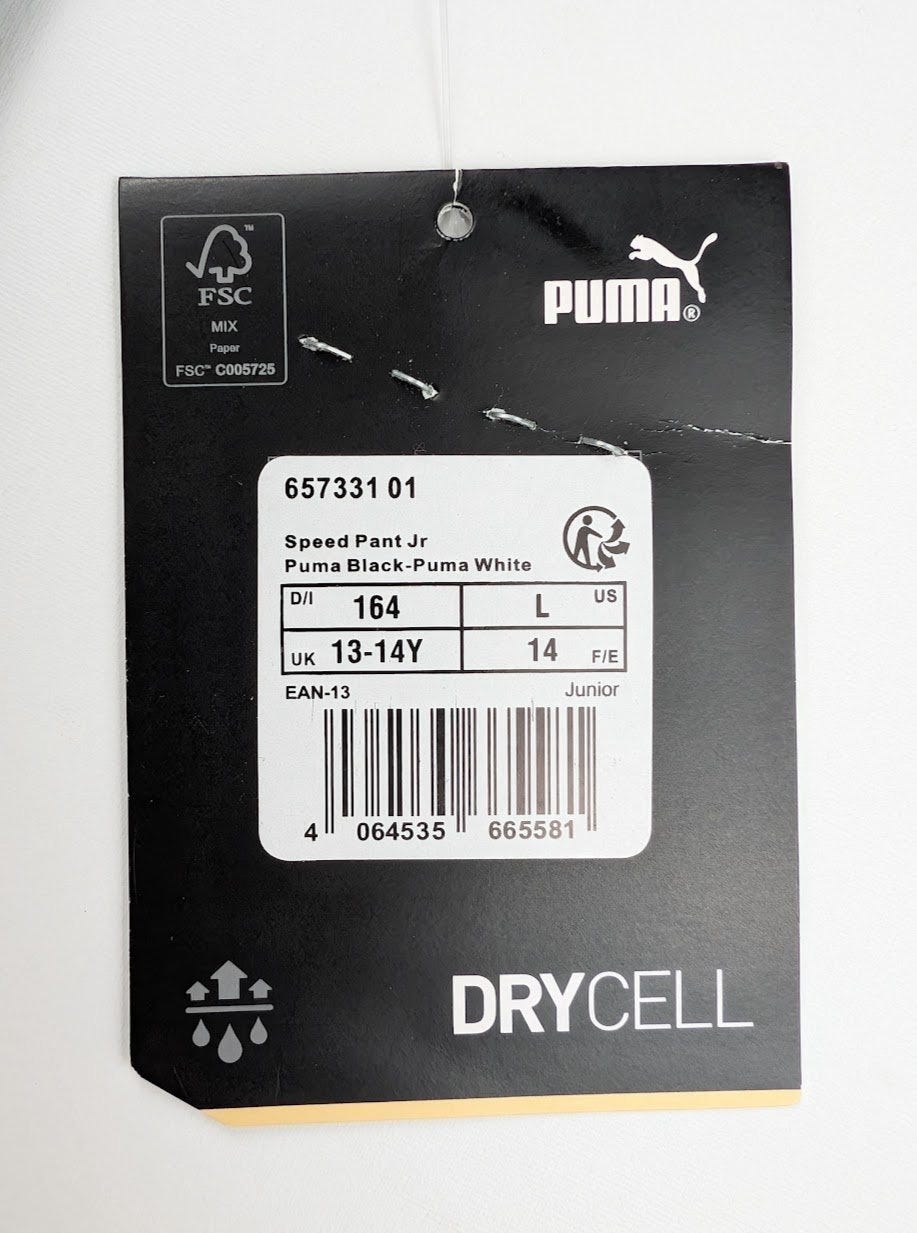 FSC™
MIX
Paper
FSC™ C005725
PUMA®
657331 01
Speed Pant Jr
Puma Black-Puma White
D/I 164 L US
UK 13-14Y 14 F/E
EAN-13 Junior
4 064535 665581
DRYCELL